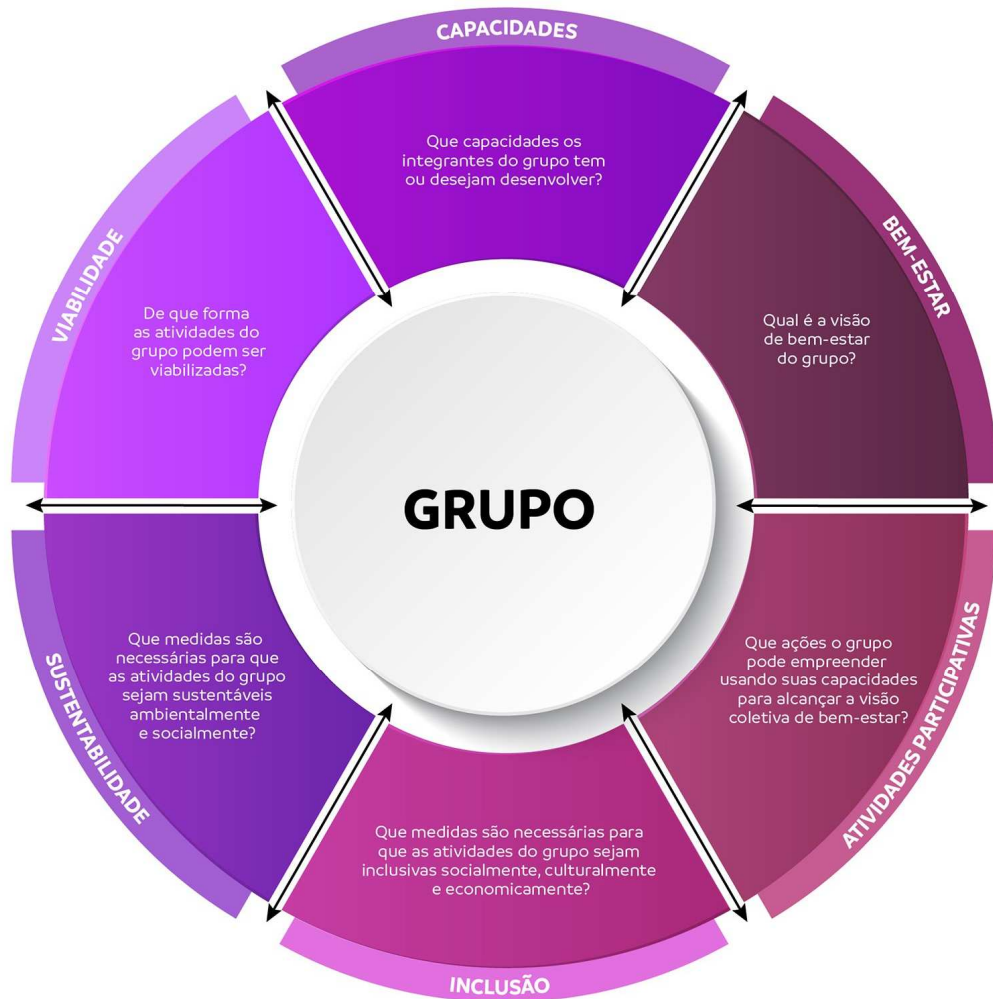 CAPACIDADES
Que capacidades os
integrantes do grupo tem
ou desejam desenvolver?
BEM-ESTAR
Qual é a visão
de bem-estar
do grupo?
ATIVIDADES PARTICIPATIVAS
Que ações o grupo
pode empreender
usando suas capacidades
para alcançar a visão
coletiva de bem-estar?
INCLUSÃO
Que medidas são necessárias para
que as atividades do grupo sejam
inclusivas socialmente, culturalmente
e economicamente?
SUSTENTABILIDADE
Que medidas são
necessárias para que
as atividades do grupo
sejam sustentáveis
ambientalmente
e socialmente?
VIABILIDADE
De que forma
as atividades do
grupo podem ser
viabilizadas?
GRUPO